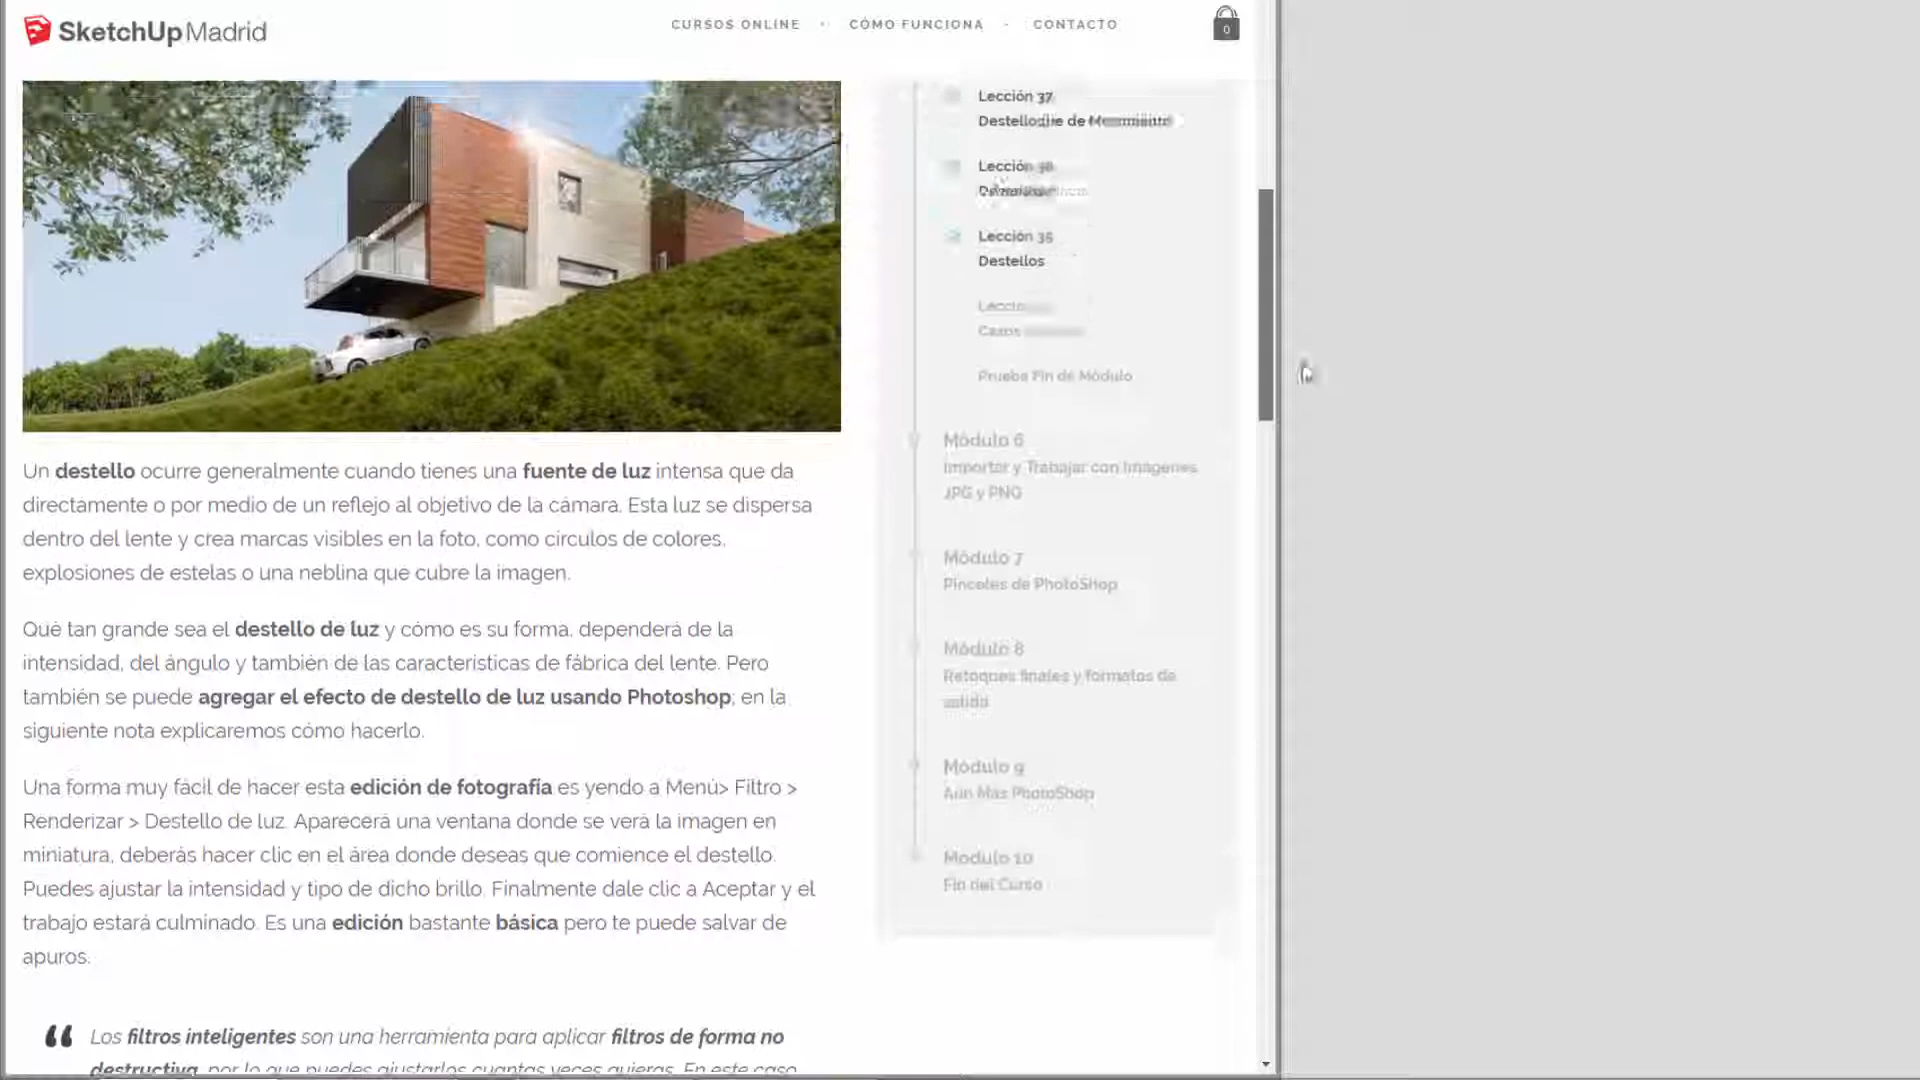 SketchUpMadrid
CURSOS ONLINE
CÓMO FUNCIONA
CONTACTO
0
Un destello ocurre generalmente cuando tienes una fuente de luz intensa que da
directamente o por medio de un reflejo al objetivo de la cámara. Esta luz se dispersa
dentro del lente y crea marcas visibles en la foto, como círculos de colores,
explosiones de estelas o una neblina que cubre la imagen.
Qué tan grande sea el destello de luz y cómo es su forma, dependerá de la
intensidad, del ángulo y también de las características de fábrica del lente. Pero
también se puede agregar el efecto de destello de luz usando Photoshop; en la
siguiente nota explicaremos cómo hacerlo.
Una forma muy fácil de hacer esta edición de fotografía es yendo a Menú> Filtro >
Renderizar > Destello de luz. Aparecerá una ventana donde se verá la imagen en
miniatura, deberás hacer clic en el área donde deseas que comience el destello.
Puedes ajustar la intensidad y tipo de dicho brillo. Finalmente dale clic a Aceptar y el
trabajo estará culminado. Es una edición bastante básica pero te puede salvar de
apuros.
“ Los filtros inteligentes son una herramienta para aplicar filtros de forma no
destructiva, por lo que puedes ajustarlos cuantas veces quieras. En este caso
Lección 37
de
Lección
Lección 35
Destellos
Casos
Prueba Fin de Módulo
Módulo 6
Importar y Trabajar con Imágenes
JPG y PNG
Módulo 7
Pinceles de PhotoShop
Módulo 8
Retoques finales y formatos de
salida
Módulo 9
Aún Más PhotoShop
Modulo 10
Fin del Curso